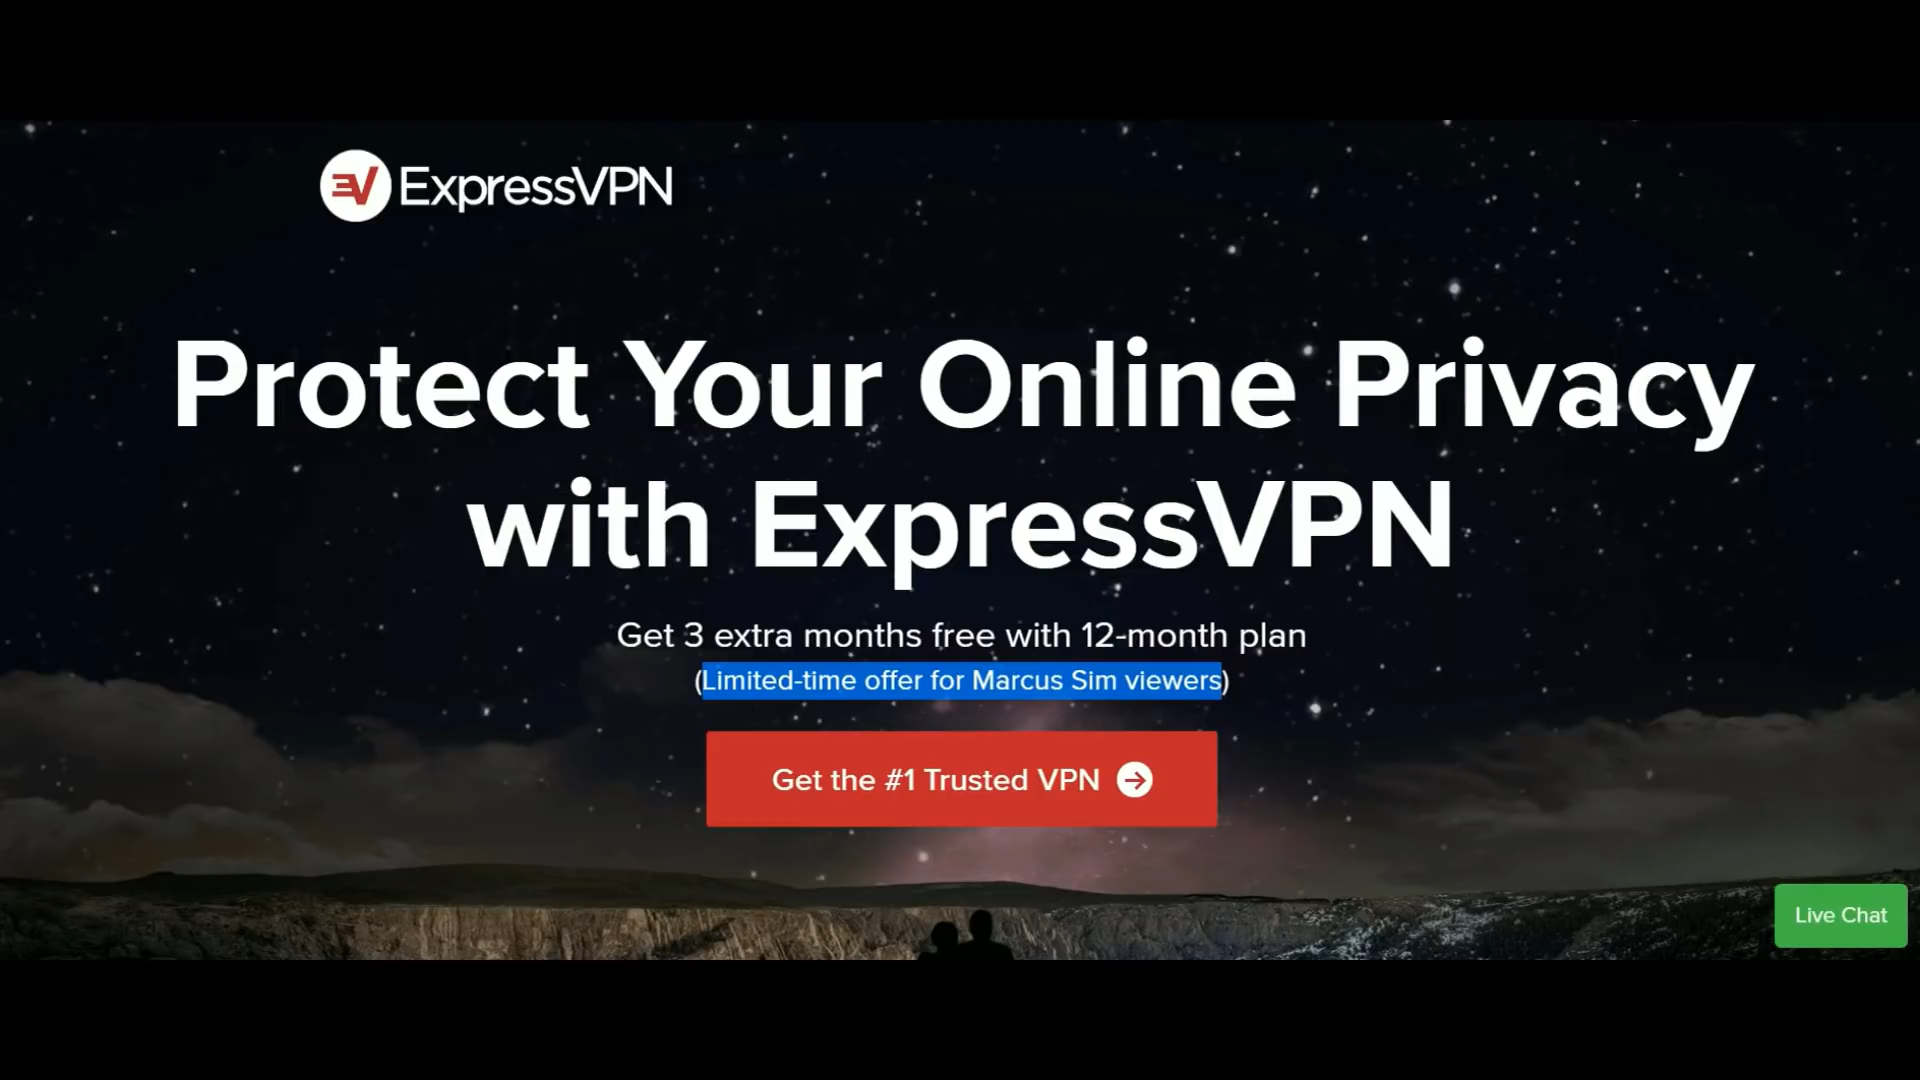 ExpressVPN
Protect Your Online Privacy
with ExpressVPN
Get 3 extra months free with 12-month plan
(Limited-time offer for Marcus Sim viewers)
Get the #1 Trusted VPN
Live Chat